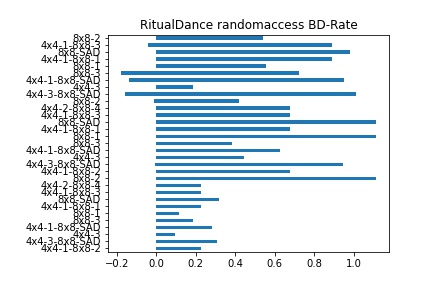 RitualDance randomaccess BD-Rate
8x8-2
4x4-1-8x8-3
8x8-SAD
4x4-1-8x8-1
8x8-1
8x8-3
4x4-1-8x8-SAD
4x4-3
4x4-3-8x8-SAD
8x8-2
4x4-2-8x8-4
4x4-1-8x8-3
8x8-SAD
4x4-1-8x8-1
8x8-1
8x8-3
4x4-1-8x8-SAD
4x4-3
4x4-3-8x8-SAD
4x4-1-8x8-2
8x8-2
4x4-2-8x8-4
4x4-1-8x8-3
8x8-SAD
4x4-1-8x8-1
8x8-1
8x8-3
4x4-1-8x8-SAD
4x4-3
4x4-3-8x8-SAD
4x4-1-8x8-2
−0.2 0.0 0.2 0.4 0.6 0.8 1.0